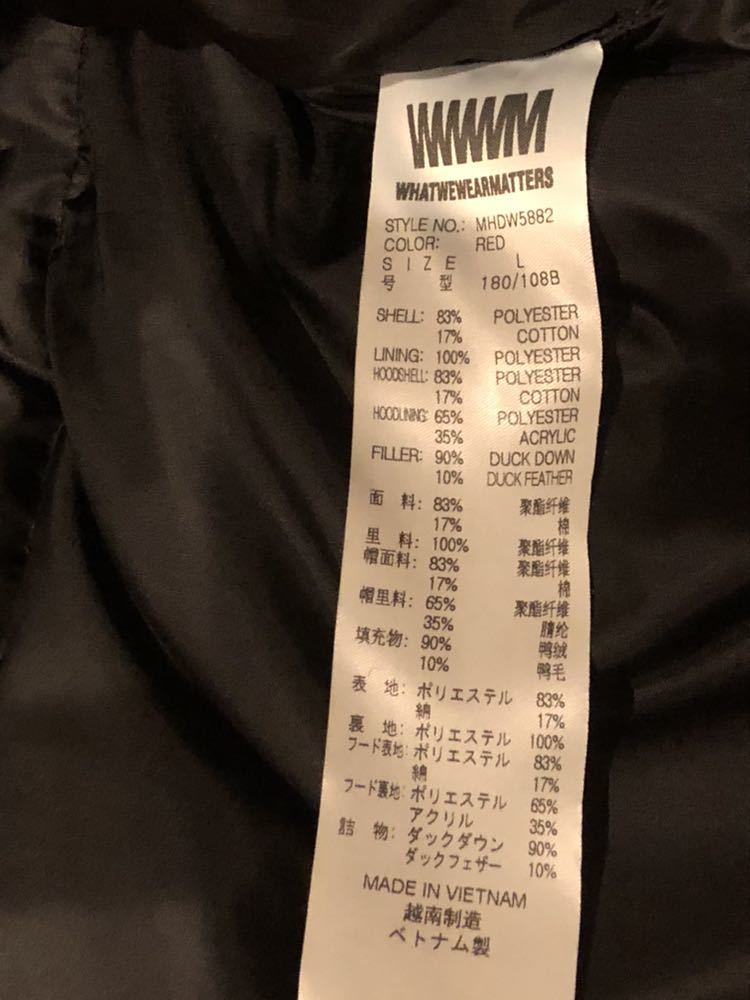 WWWM
WHATWEWEARMATTERS
STYLE NO.: MHDW5882
COLOR: RED
SIZE L
号 型 180/108B
SHELL: 83% POLYESTER
17% COTTON
LINING: 100% POLYESTER
HOODSHELL: 83% POLYESTER
17% COTTON
HOODLINING: 65% POLYESTER
35% ACRYLIC
FILLER: 90% DUCK DOWN
10% DUCK FEATHER
面 料: 83% 聚酯纤维
17% 棉
里 料: 100% 聚酯纤维
帽面料: 83% 聚酯纤维
17% 棉
帽里料: 65% 聚酯纤维
35% 腈纶
填充物: 90% 鸭绒
10% 鸭毛
表 地: ポリエステル 83%
綿 17%
裏 地: ポリエステル 100%
フード表地: ポリエステル 83%
綿 17%
フード裏地: ポリエステル 65%
アクリル 35%
詰 物: ダックダウン 90%
ダックフェザー 10%
MADE IN VIETNAM
越南制造
ベトナム製